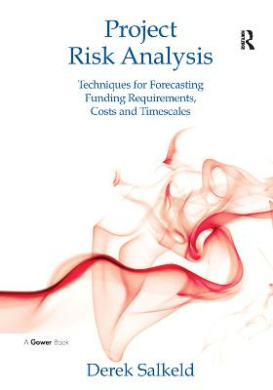 Project
Risk Analysis
Techniques for Forecasting
Funding Requirements,
Costs and Timescales
A Gower Book
Derek Salkeld